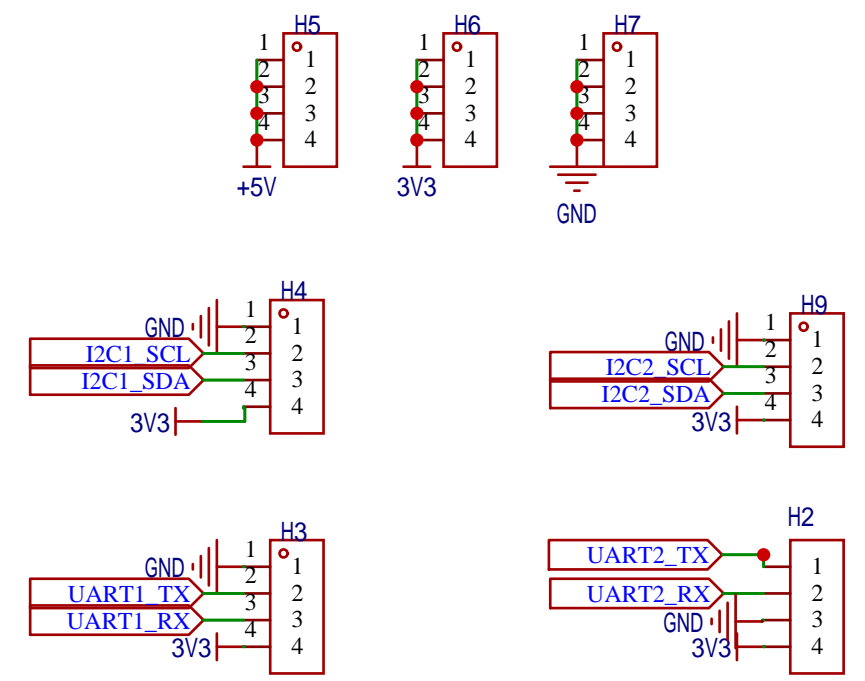 H5 H6 H7
1 1 1 1 1 1
2 2 2 2 2 2
3 3 3 3 3 3
4 4 4 4 4 4
+5V 3V3 GND
H4
1
GND 1
2
I2C1_SCL 2
3
I2C1_SDA 3
4
3V3 4
H9
1
GND 1
2
I2C2_SCL 2
3
I2C2_SDA 3
4
3V3 4
H3
1
GND 1
2
UART1_TX 2
3
UART1_RX 3
4
3V3 4
H2
UART2_TX 1
UART2_RX 2
GND 3
3V3 4